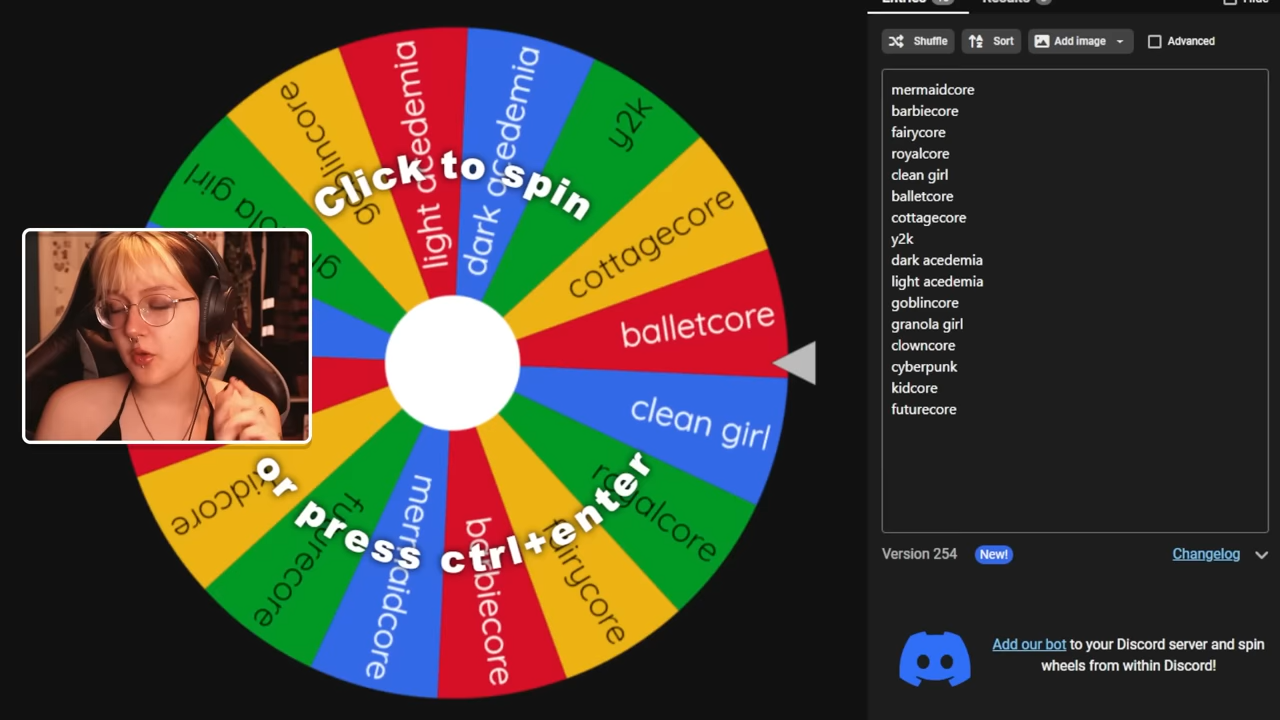 Shuffle
Sort
Add image
Advanced
mermaidcore
barbiecore
fairycore
royalcore
clean girl
balletcore
cottagecore
y2k
dark acedemia
light acedemia
goblincore
granola girl
clowncore
cyberpunk
kidcore
futurecore
Version 254
New!
Changelog
Add our bot to your Discord server and spin
wheels from within Discord!
Click to spin
or press ctrl+enter
light acedemia
dark acedemia
y2k
cottagecore
balletcore
clean girl
royalcore
fairycore
barbiecore
mermaidcore
futurecore
kidcore
goblincore